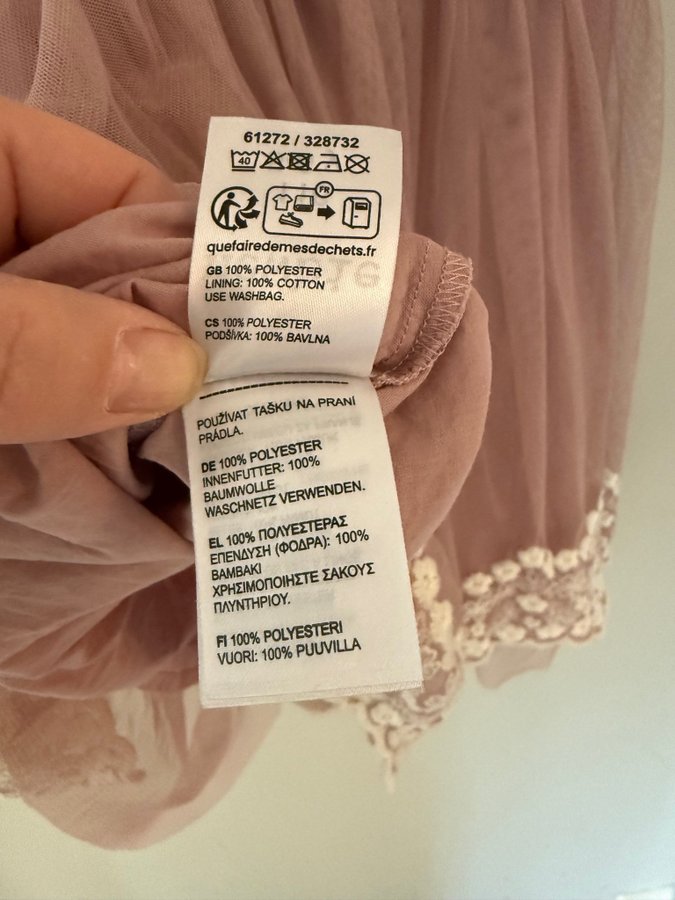 61272 / 328732
40
FR
quefairedemesdechets.fr
GB 100% POLYESTER
LINING: 100% COTTON
USE WASHBAG.
CS 100% POLYESTER
PODŠÍVKA: 100% BAVLNA
POUŽÍVAT TAŠKU NA PRANÍ
PRÁDLA.
DE 100% POLYESTER
INNENFUTTER: 100%
BAUMWOLLE
WASCHNETZ VERWENDEN.
EL 100% ΠΟΛΥΕΣΤΕΡΑΣ
ΕΠΕΝΔΥΣΗ (ΦΟΔΡΑ): 100%
ΒΑΜΒΑΚΙ
ΧΡΗΣΙΜΟΠΟΙΗΣΤΕ ΣΑΚΟΥΣ
ΠΛΥΝΤΗΡΙΟΥ.
FI 100% POLYESTERI
VUORI: 100% PUUVILLA